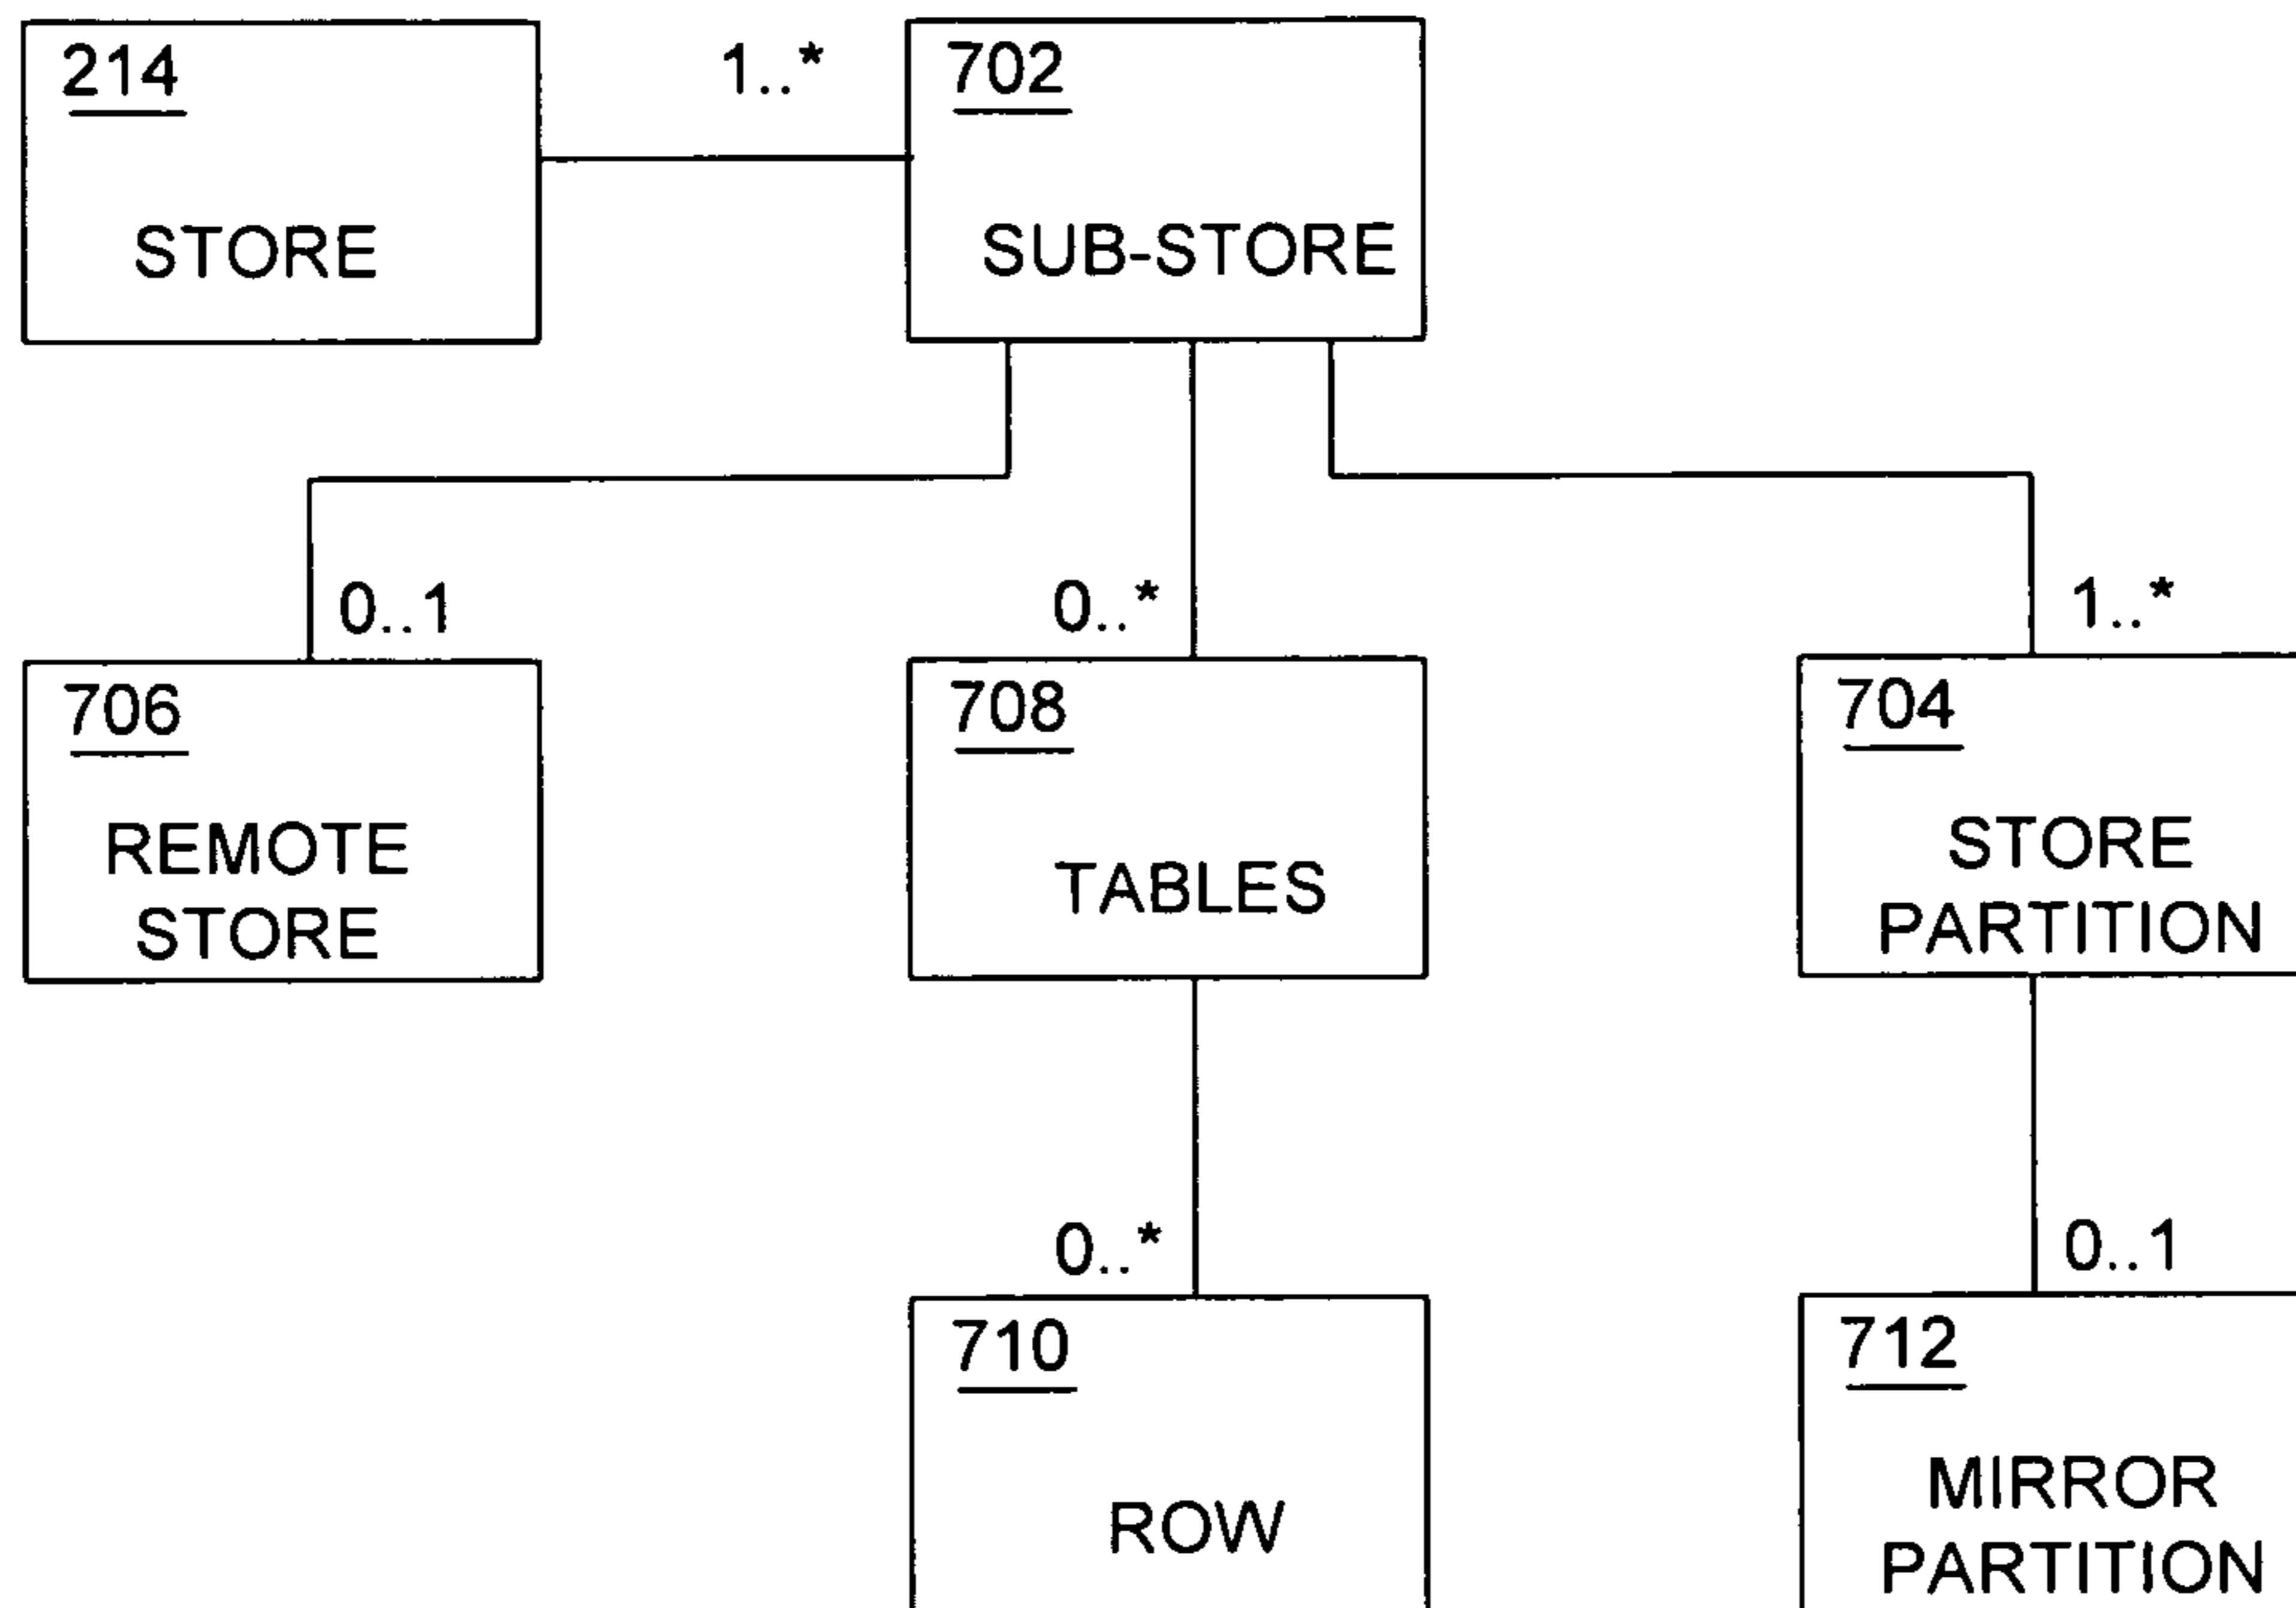 214
STORE
1..*
702
SUB-STORE
0..1
0..*
1..*
706
REMOTE
STORE
708
TABLES
704
STORE
PARTITION
0..*
0..1
710
ROW
712
MIRROR
PARTITION